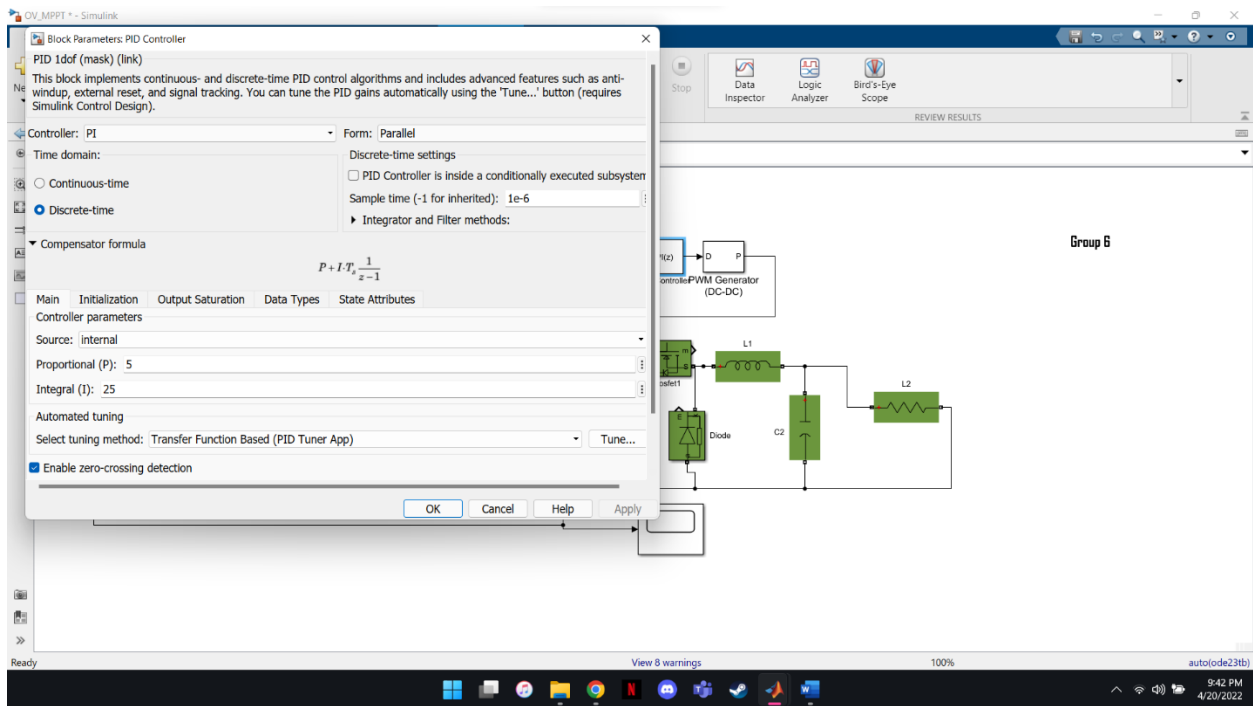 OV_MPPT * - Simulink
Block Parameters: PID Controller
PID 1dof (mask) (link)
This block implements continuous- and discrete-time PID control algorithms and includes advanced features such as anti-
windup, external reset, and signal tracking. You can tune the PID gains automatically using the 'Tune...' button (requires
Simulink Control Design).
Controller: PI Form: Parallel
Time domain: Discrete-time settings
PID Controller is inside a conditionally executed subsystem
Continuous-time
Sample time (-1 for inherited): 1e-6
Discrete-time
Integrator and Filter methods:
Compensator formula
P+I·Tₛ 1/(z−1)
Main Initialization Output Saturation Data Types State Attributes
Controller parameters
Source: internal
Proportional (P): 5
Integral (I): 25
Automated tuning
Select tuning method: Transfer Function Based (PID Tuner App) Tune...
Enable zero-crossing detection
OK Cancel Help Apply
Ne
Stop
Data
Inspector
Logic
Analyzer
Bird's-Eye
Scope
REVIEW RESULTS
Group 6
I(z)
D P
ontroller
PWM Generator
(DC-DC)
m
S
osfet1
L1
L2
Diode
C2
Ready View 8 warnings 100% auto(ode23tb)
9:42 PM
4/20/2022